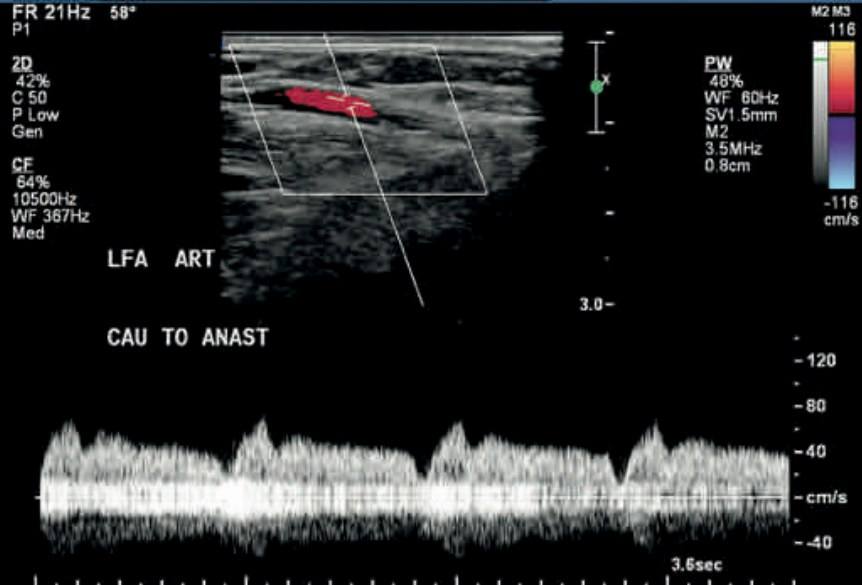 FR 21Hz 58°
P1
2D
42%
C 50
P Low
Gen
CF
64%
10500Hz
WF 367Hz
Med
LFA ART
CAU TO ANAST
x
3.0
M2 M3
116
PW
48%
WF 60Hz
SV1.5mm
M2
3.5MHz
0.8cm
-116
cm/s
120
80
40
cm/s
-40
3.6sec